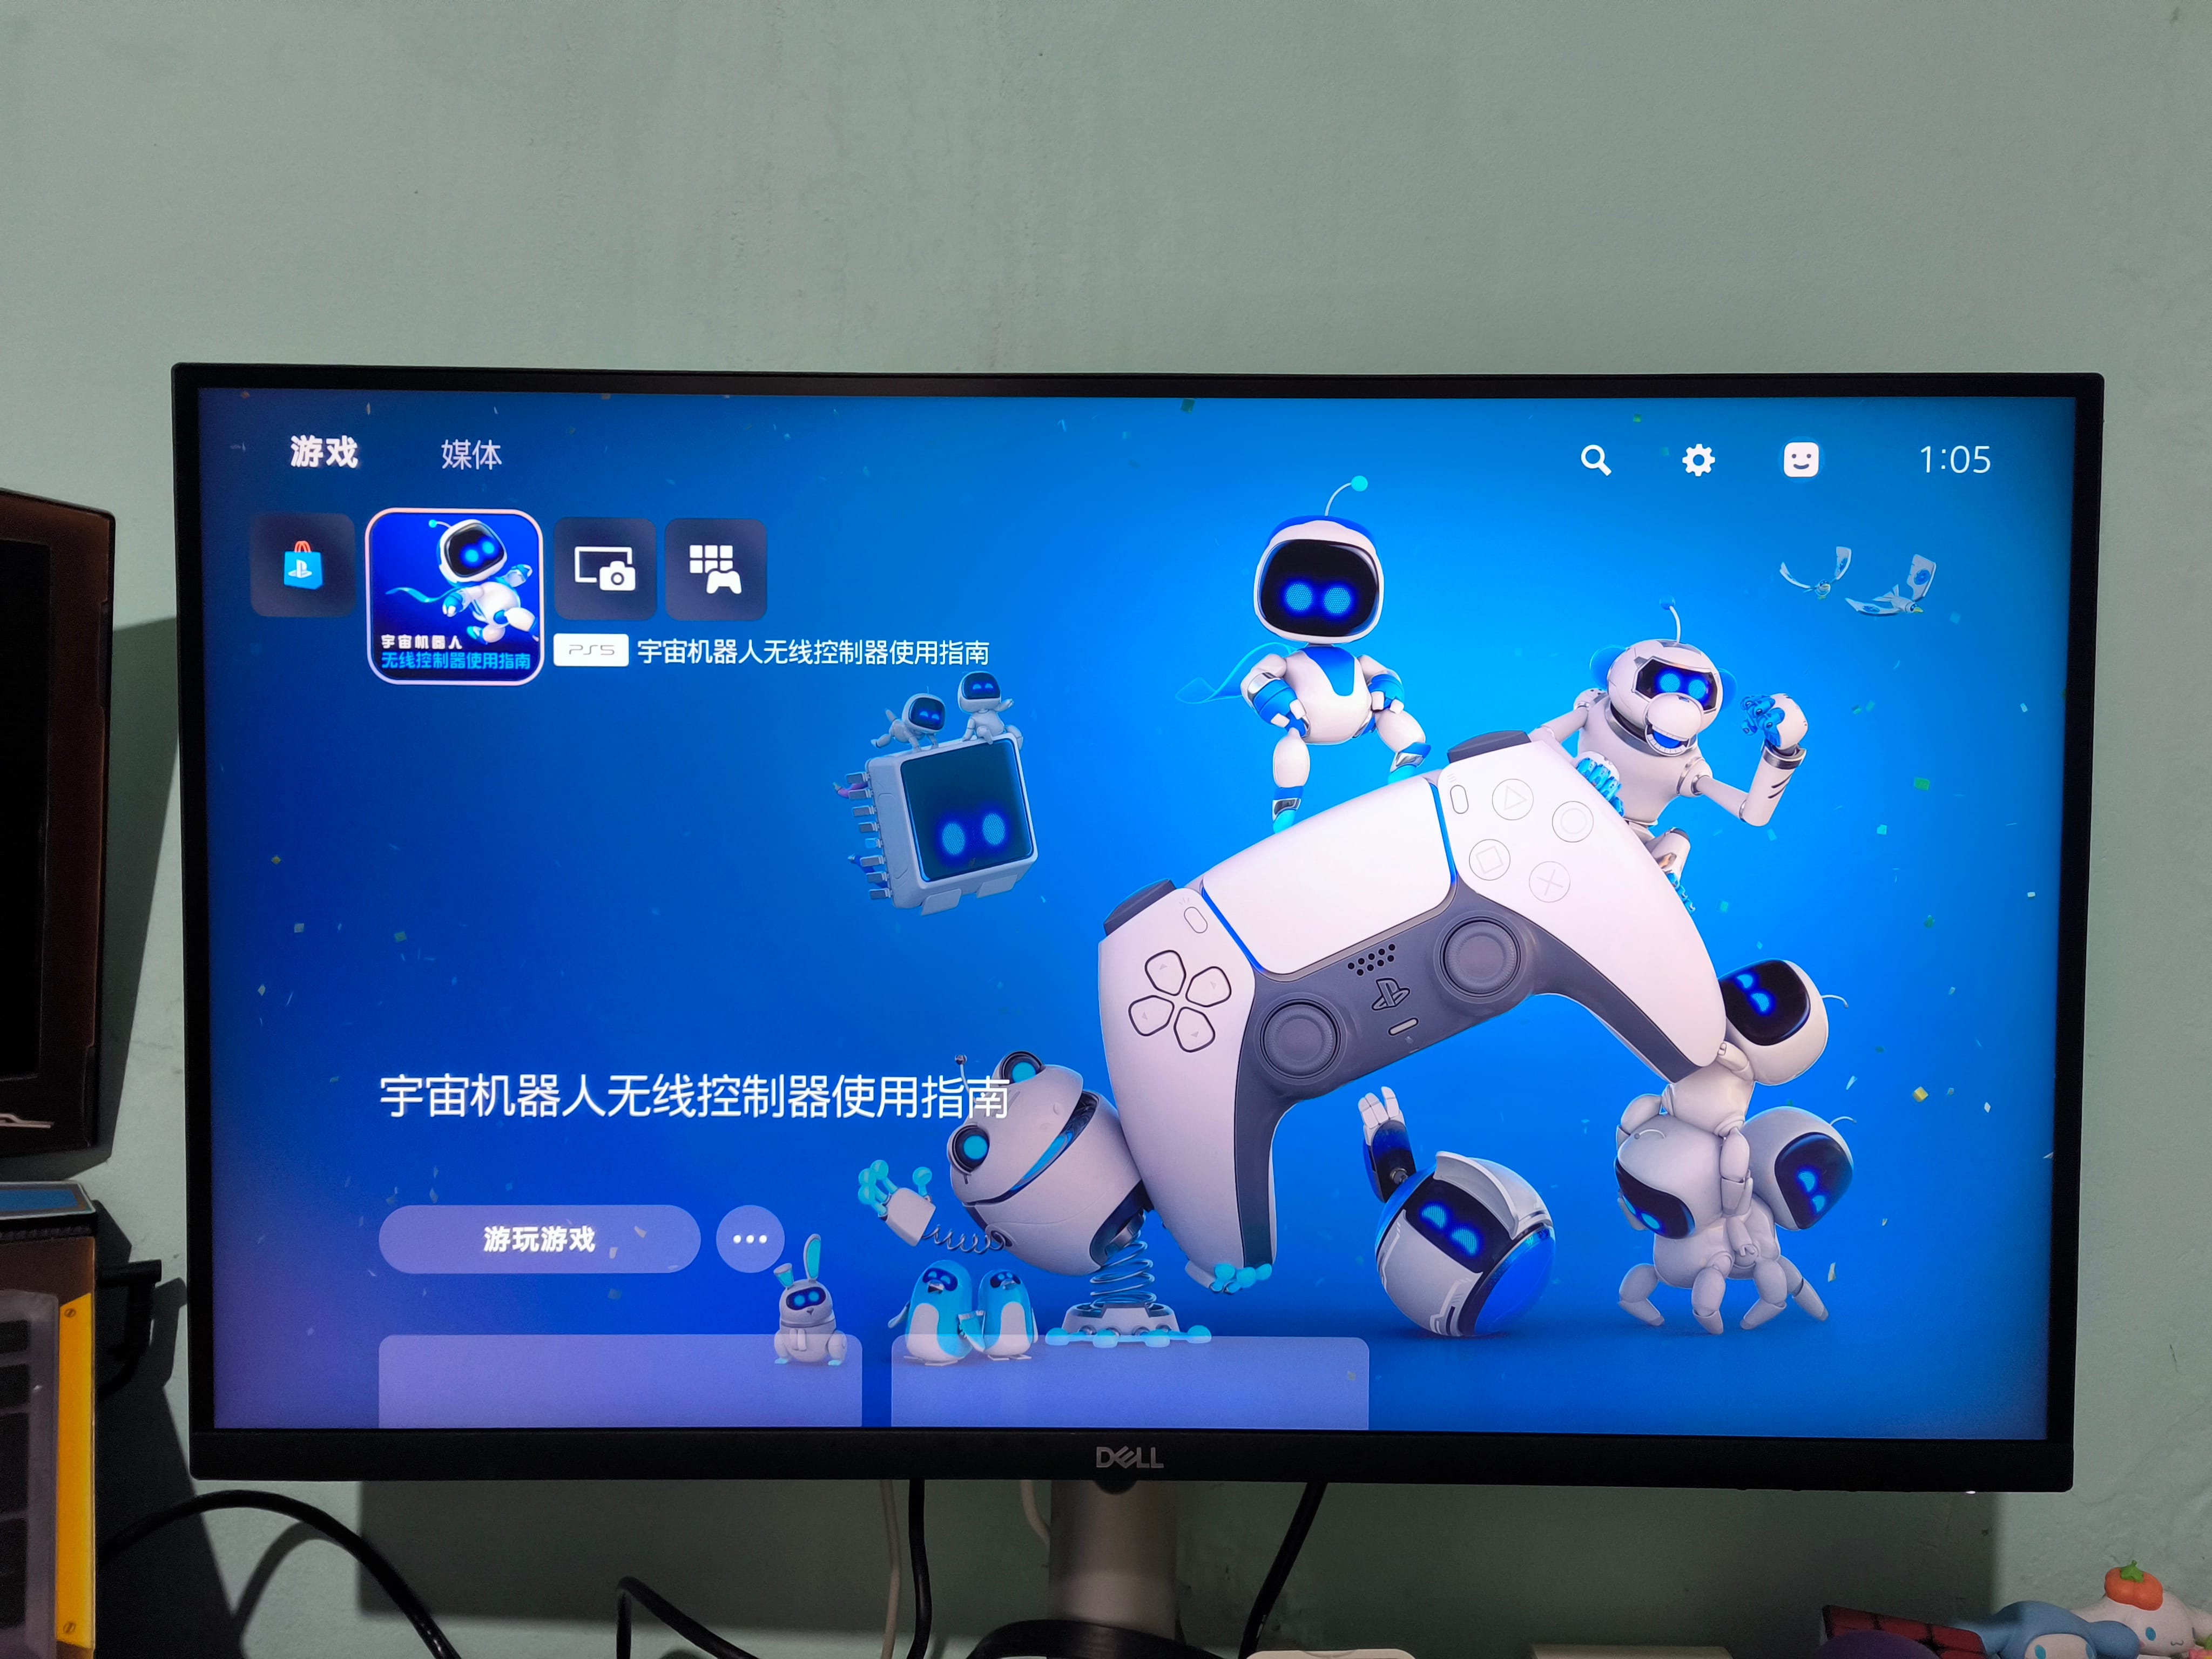 游戏 媒体 1:05
宇宙机器人
无线控制器使用指南
PS5 宇宙机器人无线控制器使用指南
宇宙机器人无线控制器使用指南
游玩游戏
DELL